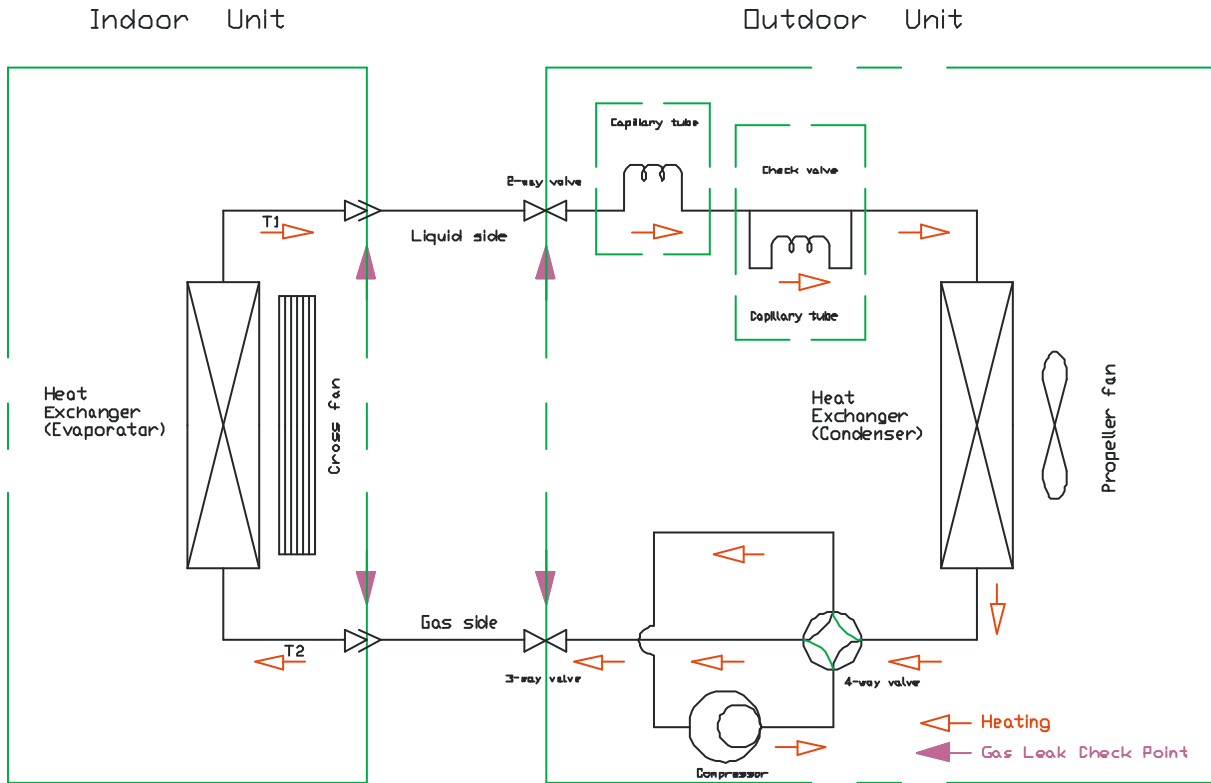 Indoor Unit
Outdoor Unit
Capillary tube
Check valve
2-way valve
T1
Liquid side
Capillary tube
Heat
Exchanger
(Evaporator)
Cross fan
Heat
Exchanger
(Condenser)
Propeller fan
Gas side
T2
3-way valve
4-way valve
Heating
Gas Leak Check Point
Compressor